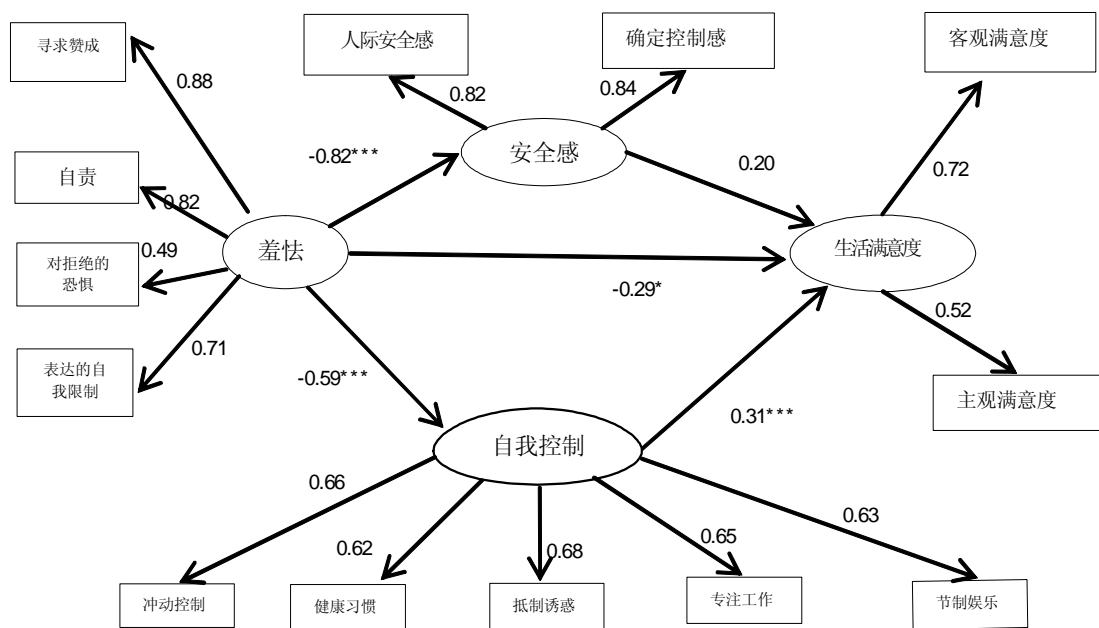 寻求赞成
人际安全感
确定控制感
客观满意度
0.88
0.82
0.84
-0.82***
安全感
0.20
0.72
自责
0.82
0.49
羞怯
生活满意度
对拒绝的
恐惧
-0.29*
0.52
0.71
表达的自
我限制
-0.59***
主观满意度
0.31***
自我控制
0.66
0.62
0.68
0.65
0.63
冲动控制
健康习惯
抵制诱惑
专注工作
节制娱乐